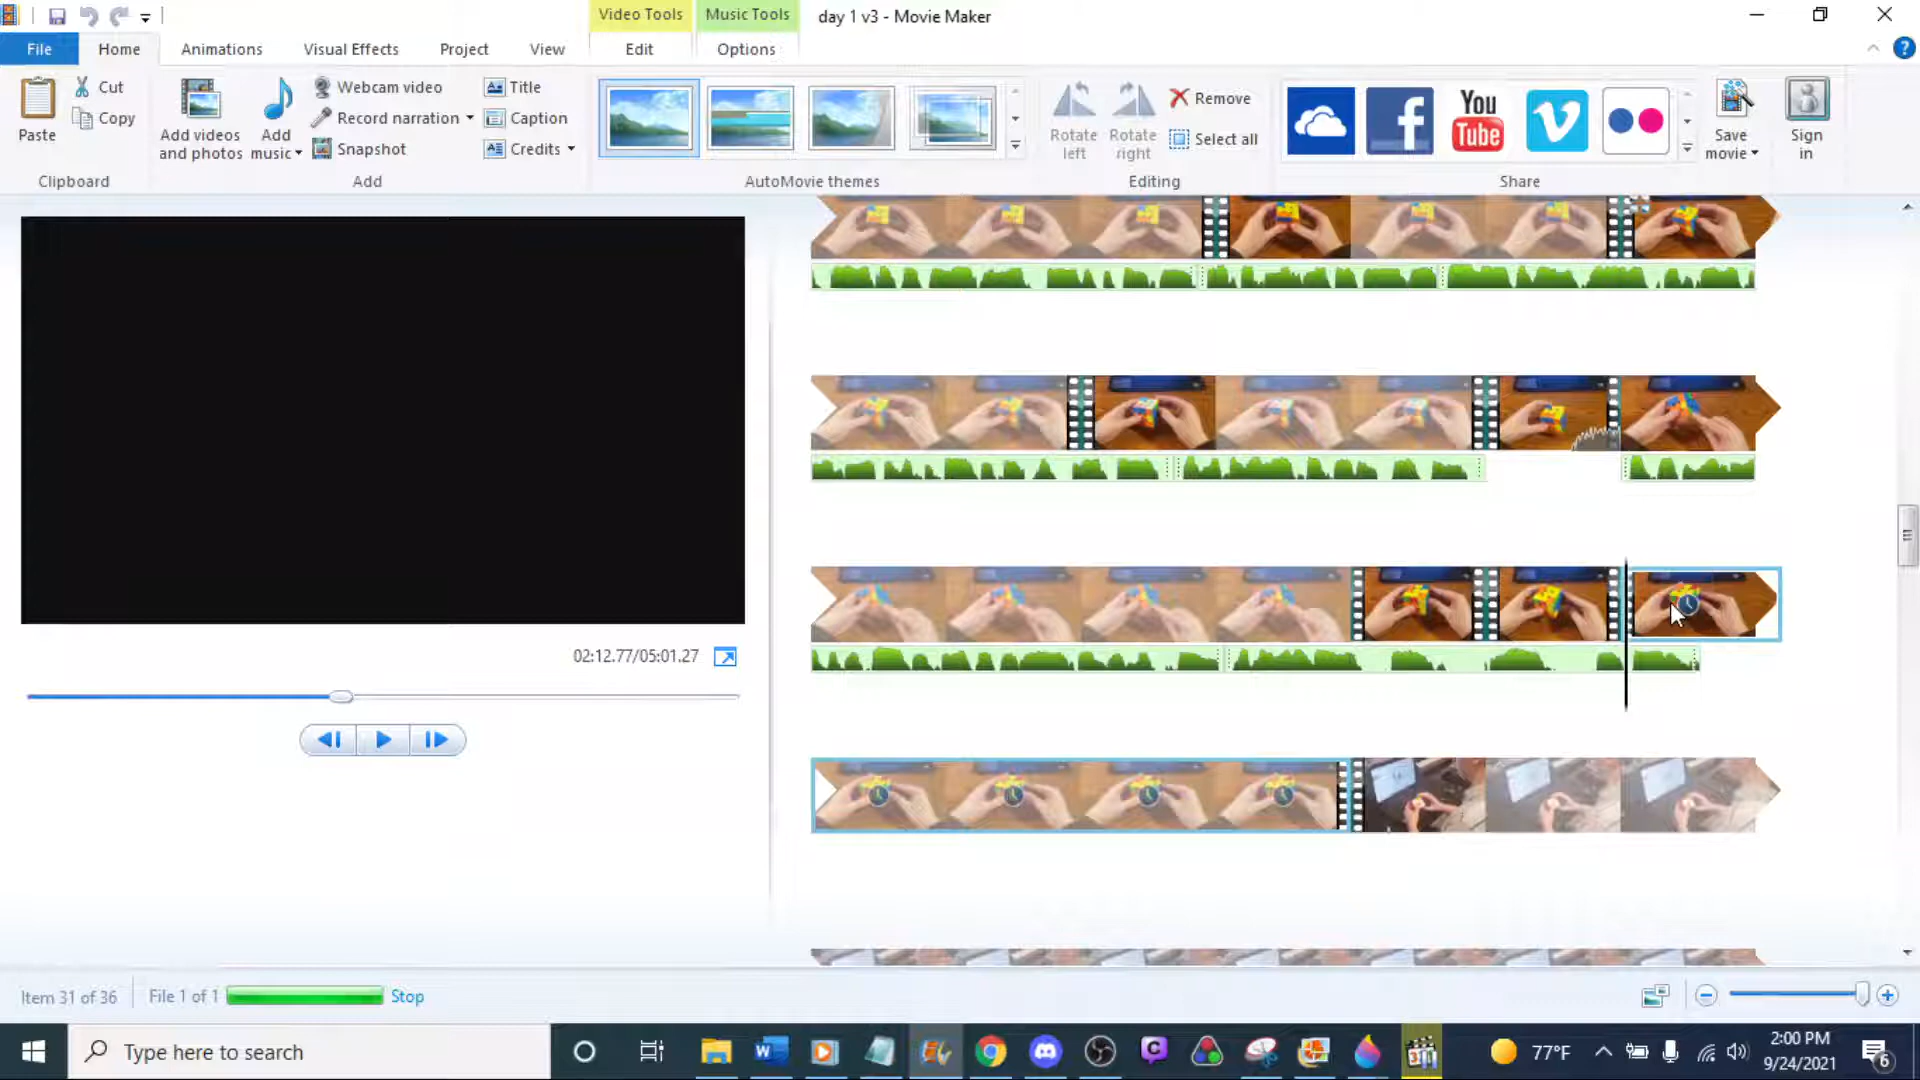 Video Tools
Music Tools
day 1 v3 - Movie Maker
File
Home
Animations
Visual Effects
Project
View
Edit
Options
?
Paste
Cut
Copy
Clipboard
Add videos and photos
Add music
Webcam video
Record narration
Snapshot
Title
Caption
Credits
Add
AutoMovie themes
Rotate left
Rotate right
Remove
Select all
Editing
You Tube
Share
Save movie
Sign in
02:12.77/05:01.27
Item 31 of 36
File 1 of 1
Stop
Type here to search
77°F
2:00 PM
9/24/2021
6